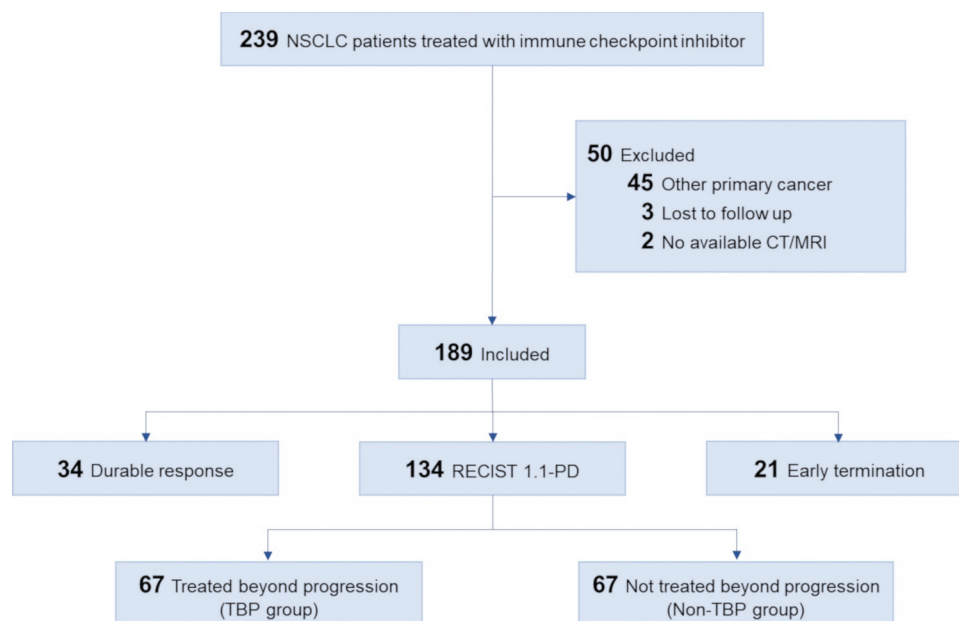 239 NSCLC patients treated with immune checkpoint inhibitor
50 Excluded
45 Other primary cancer
3 Lost to follow up
2 No available CT/MRI
189 Included
34 Durable response
134 RECIST 1.1-PD
21 Early termination
67 Treated beyond progression
(TBP group)
67 Not treated beyond progression
(Non-TBP group)